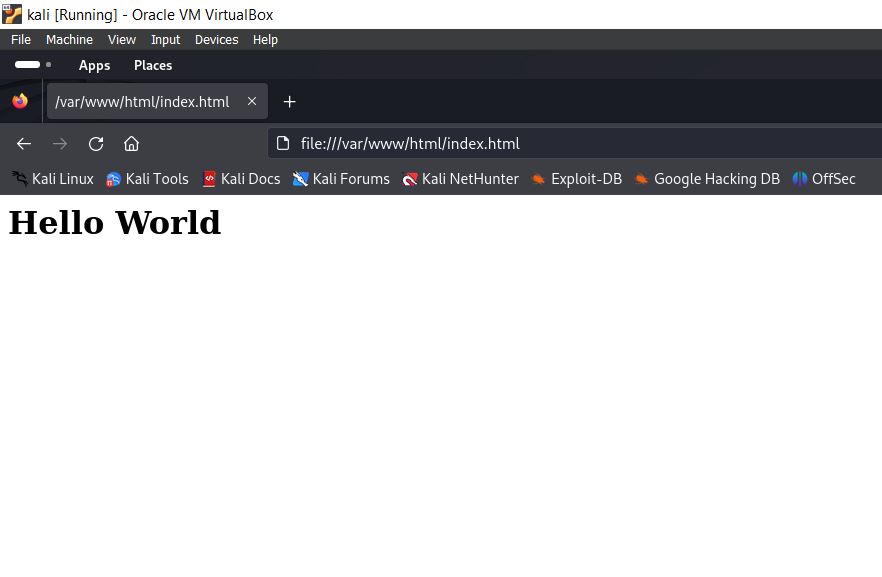 kali [Running] - Oracle VM VirtualBox
File Machine View Input Devices Help
Apps Places
/var/www/html/index.html
file:///var/www/html/index.html
Kali Linux Kali Tools Kali Docs Kali Forums Kali NetHunter Exploit-DB Google Hacking DB OffSec
Hello World